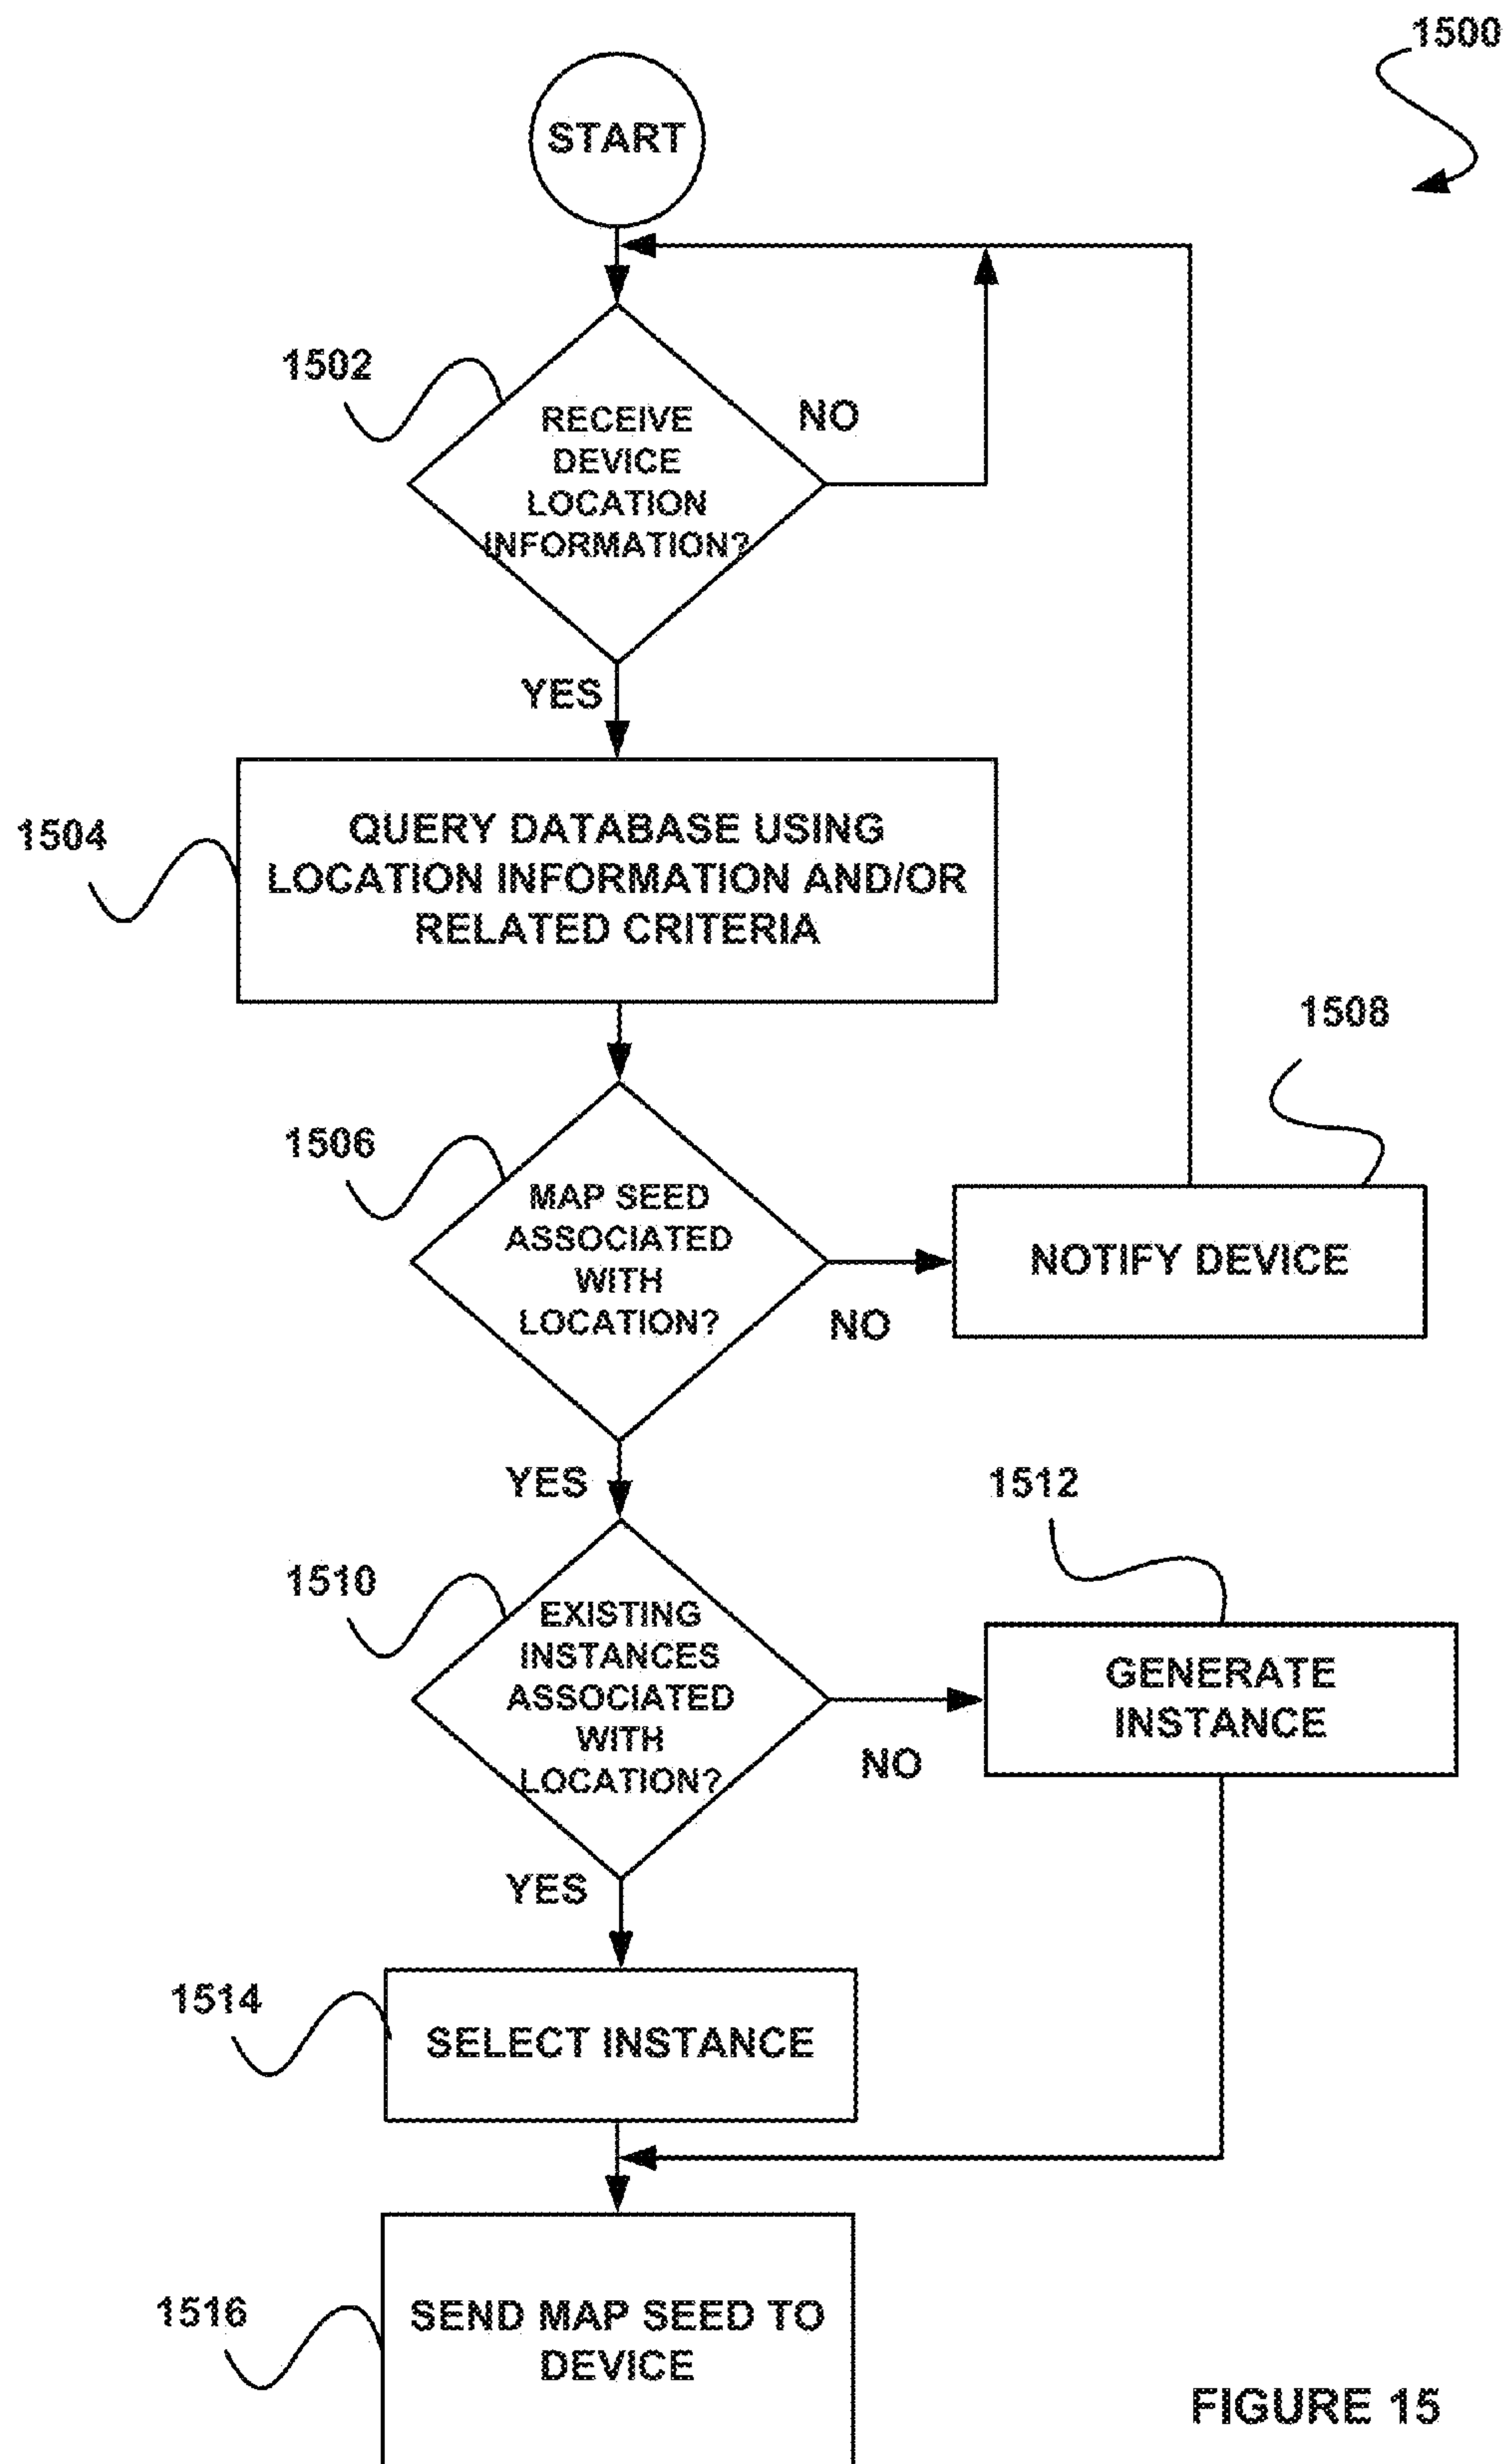 1500
START
1502
RECEIVE
DEVICE
LOCATION
INFORMATION?
NO
YES
1504
QUERY DATABASE USING
LOCATION INFORMATION AND/OR
RELATED CRITERIA
1506
MAP SEED
ASSOCIATED
WITH
LOCATION?
NO
1508
NOTIFY DEVICE
YES
1510
EXISTING
INSTANCES
ASSOCIATED
WITH
LOCATION?
NO
1512
GENERATE
INSTANCE
YES
1514
SELECT INSTANCE
1516
SEND MAP SEED TO
DEVICE
FIGURE 15